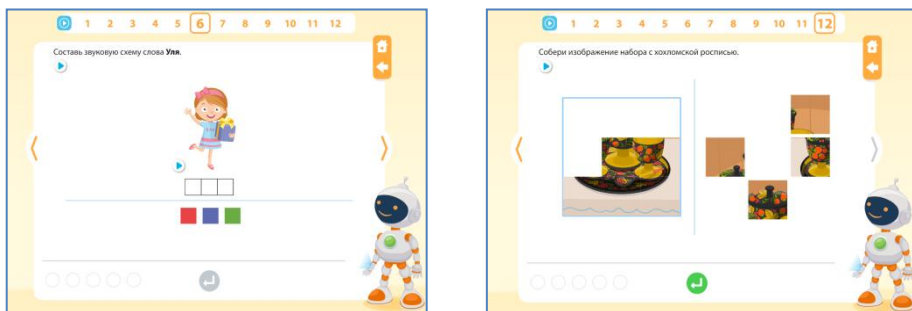 1 2 3 4 5 6 7 8 9 10 11 12
Составь звуковую схему слова Уля.
1 2 3 4 5 6 7 8 9 10 11 12
Собери изображение набора с хохломской росписью.